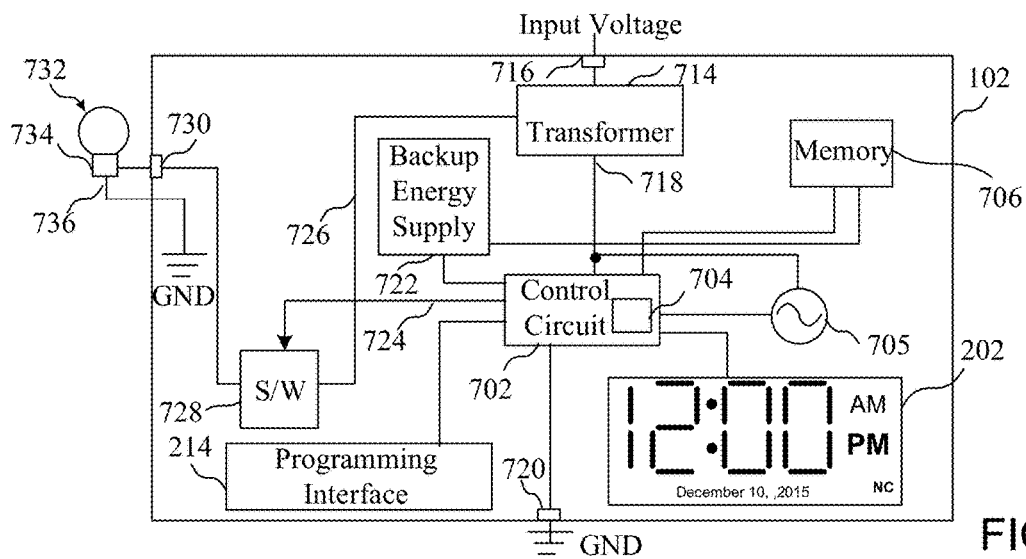 Input Voltage
732
716
714
102
734
730
Transformer
Memory
736
726
Backup
Energy
Supply
718
706
GND
722
Control
Circuit
704
724
705
S/W
702
202
728
12:00
AM
PM
214
Programming
Interface
720
December 10, ,2015
NC
GND
FIG